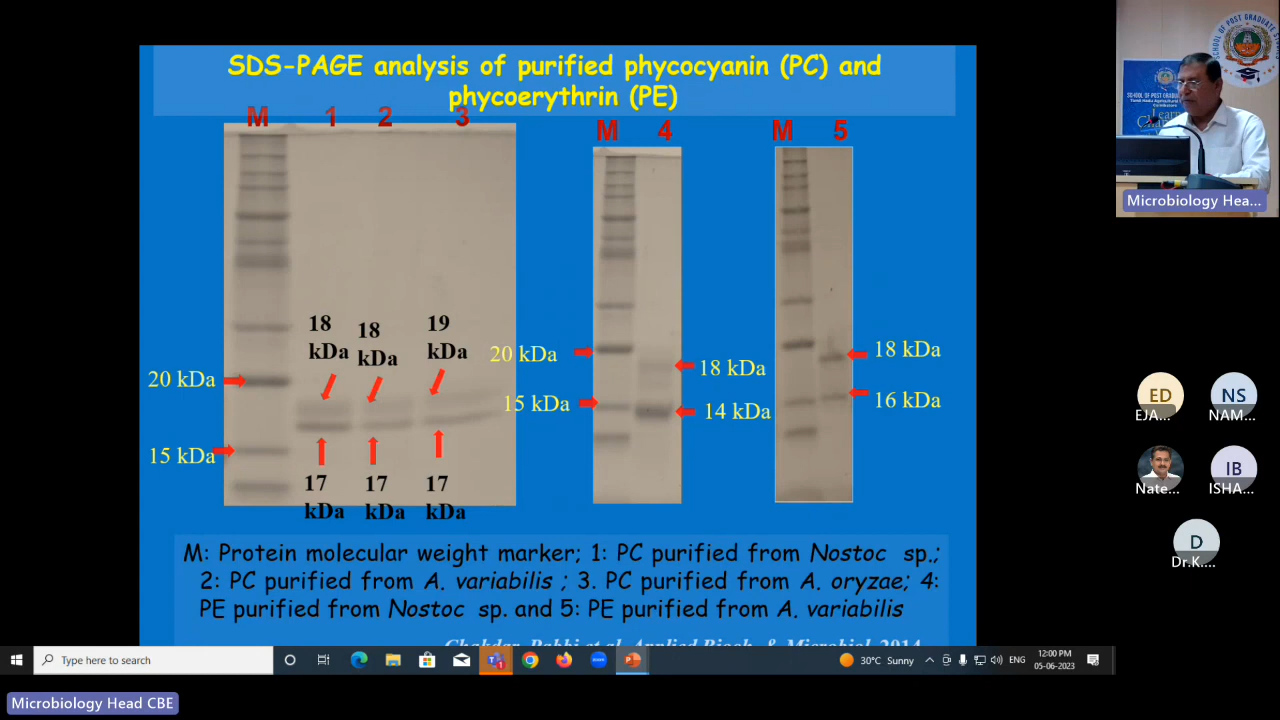 SDS-PAGE analysis of purified phycocyanin (PC) and
phycoerythrin (PE)
M 1 2 3
M 4
M 5
18
kDa
18
kDa
19
kDa
20 kDa
15 kDa
17
kDa
17
kDa
17
kDa
20 kDa
15 kDa
18 kDa
14 kDa
18 kDa
16 kDa
M: Protein molecular weight marker; 1: PC purified from Nostoc sp.;
2: PC purified from A. variabilis ; 3. PC purified from A. oryzae; 4:
PE purified from Nostoc sp. and 5: PE purified from A. variabilis
SCHOOL OF POST GRADUATE
Microbiology Hea...
ED
EJA...
NS
NAM...
Nate...
IB
ISHA...
D
Dr.K....
Type here to search
30°C Sunny
ENG
12:00 PM
05-06-2023
Microbiology Head CBE